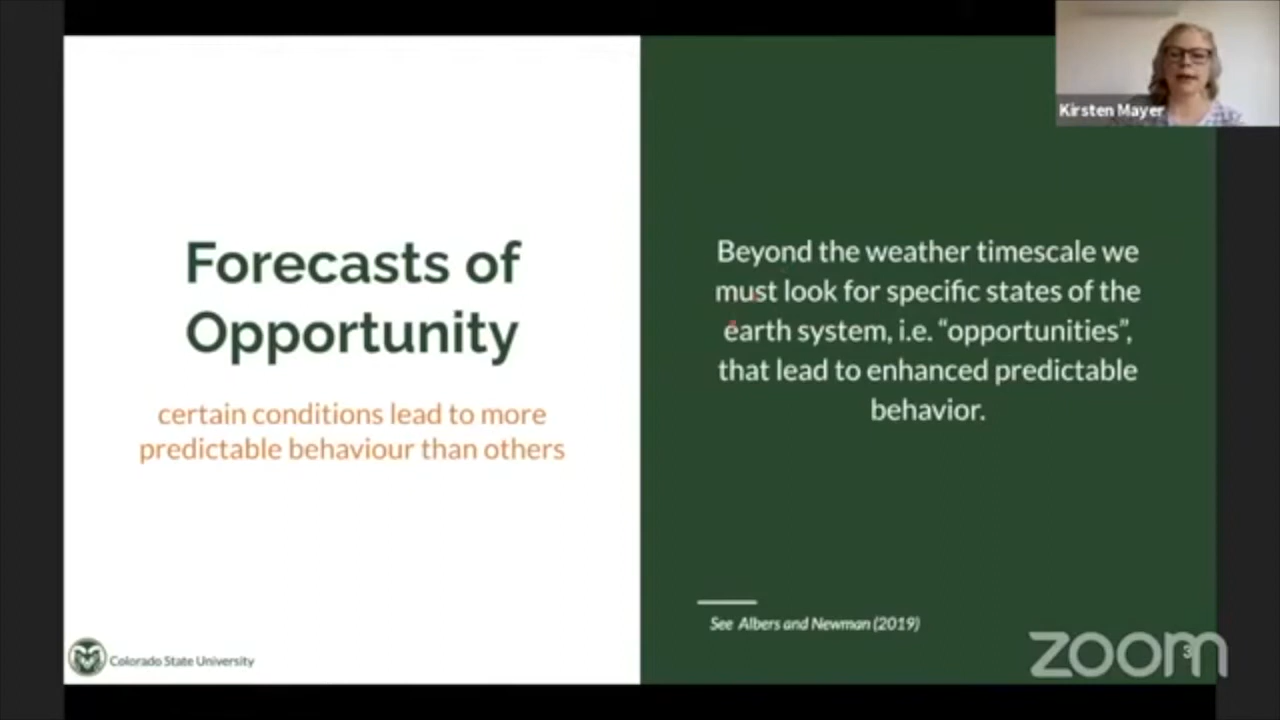 Kirsten Mayer
Forecasts of
Opportunity
certain conditions lead to more
predictable behaviour than others
Beyond the weather timescale we
must look for specific states of the
earth system, i.e. “opportunities”,
that lead to enhanced predictable
behavior.
See Albers and Newman (2019)
Colorado State University
zoom
3